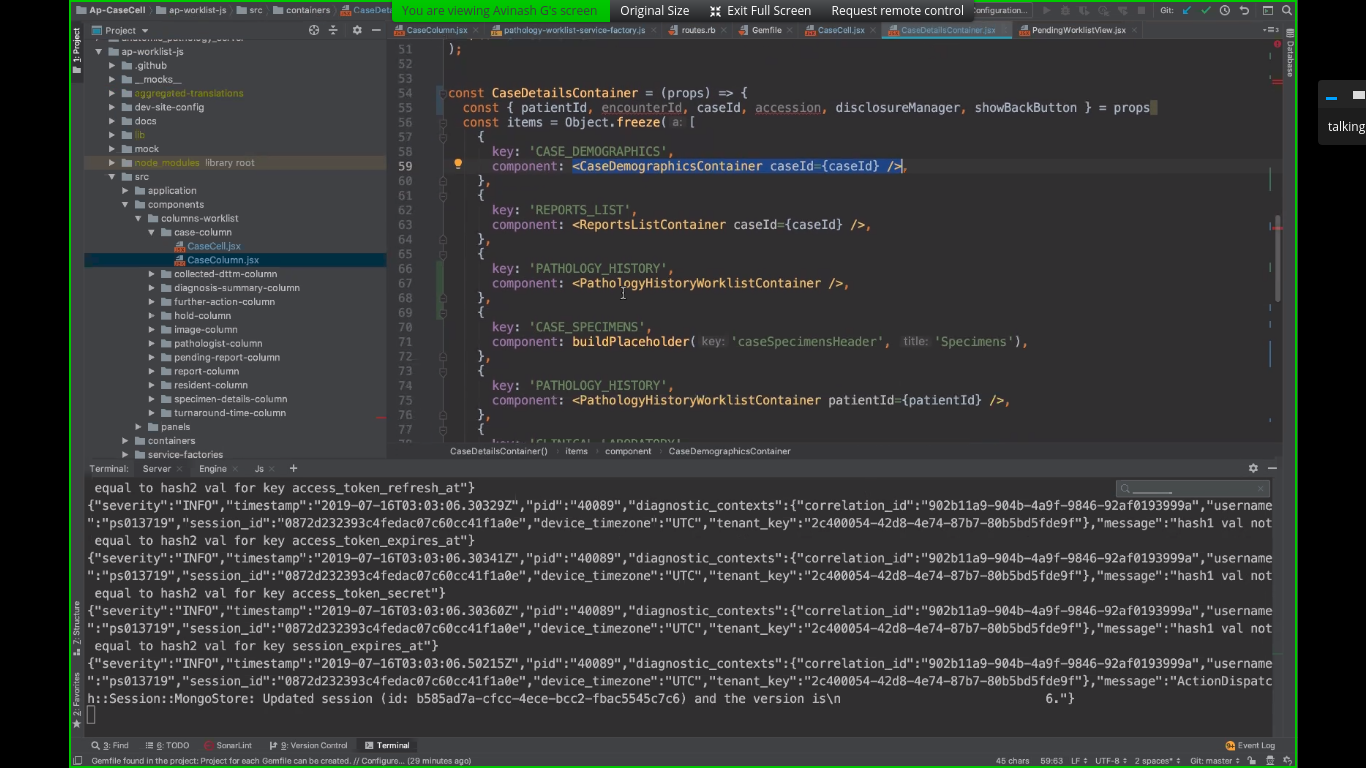 Ap-CaseCell ap-worklist-js src containers CaseDeta
You are viewing Avinash G's screen Original Size Exit Full Screen Request remote control
Configuration... Git:
Project
CaseColumn.jsx pathology-worklist-service-factory.js routes.rb Gemfile CaseCell.jsx CaseDetailsContainer.jsx PendingWorklistView.jsx
ap-worklist-js
.github
__mocks__
aggregated-translations
dev-site-config
docs
lib
mock
node_modules library root
src
application
components
columns-worklist
case-column
CaseCell.jsx
CaseColumn.jsx
collected-dttm-column
diagnosis-summary-column
further-action-column
hold-column
image-column
pathologist-column
pending-report-column
report-column
resident-column
specimen-details-column
turnaround-time-column
panels
containers
service-factories
51 );
52
53
54 const CaseDetailsContainer = (props) => {
55 const { patientId, encounterId, caseId, accession, disclosureManager, showBackButton } = props
56 const items = Object.freeze( a: [
57 {
58 key: 'CASE_DEMOGRAPHICS',
59 component: <CaseDemographicsContainer caseId={caseId} />,
60 },
61 {
62 key: 'REPORTS_LIST',
63 component: <ReportsListContainer caseId={caseId} />,
64 },
65 {
66 key: 'PATHOLOGY_HISTORY',
67 component: <PathologyHistoryWorklistContainer />,
68 },
69 {
70 key: 'CASE_SPECIMENS',
71 component: buildPlaceholder( key: 'caseSpecimensHeader', title: 'Specimens'),
72 },
73 {
74 key: 'PATHOLOGY_HISTORY',
75 component: <PathologyHistoryWorklistContainer patientId={patientId} />,
76 },
77 {
CaseDetailsContainer() items component CaseDemographicsContainer
1: Project
Database
talking
Terminal: Server Engine Js +
equal to hash2 val for key access_token_refresh_at"}
{"severity":"INFO","timestamp":"2019-07-16T03:03:06.30329Z","pid":"40089","diagnostic_contexts":{"correlation_id":"902b11a9-904b-4a9f-9846-92af0193999a","username
":"ps013719","session_id":"0872d232393c4fedac07c60cc41f1a0e","device_timezone":"UTC","tenant_key":"2c400054-42d8-4e74-87b7-80b5bd5fde9f"},"message":"hash1 val not
equal to hash2 val for key access_token_expires_at"}
{"severity":"INFO","timestamp":"2019-07-16T03:03:06.30341Z","pid":"40089","diagnostic_contexts":{"correlation_id":"902b11a9-904b-4a9f-9846-92af0193999a","username
":"ps013719","session_id":"0872d232393c4fedac07c60cc41f1a0e","device_timezone":"UTC","tenant_key":"2c400054-42d8-4e74-87b7-80b5bd5fde9f"},"message":"hash1 val not
equal to hash2 val for key access_token_secret"}
{"severity":"INFO","timestamp":"2019-07-16T03:03:06.30360Z","pid":"40089","diagnostic_contexts":{"correlation_id":"902b11a9-904b-4a9f-9846-92af0193999a","username
":"ps013719","session_id":"0872d232393c4fedac07c60cc41f1a0e","device_timezone":"UTC","tenant_key":"2c400054-42d8-4e74-87b7-80b5bd5fde9f"},"message":"hash1 val not
equal to hash2 val for key session_expires_at"}
{"severity":"INFO","timestamp":"2019-07-16T03:03:06.50215Z","pid":"40089","diagnostic_contexts":{"correlation_id":"902b11a9-904b-4a9f-9846-92af0193999a","username
":"ps013719","session_id":"0872d232393c4fedac07c60cc41f1a0e","device_timezone":"UTC","tenant_key":"2c400054-42d8-4e74-87b7-80b5bd5fde9f"},"message":"ActionDispatc
h::Session::MongoStore: Updated session (id: b585ad7a-cfcc-4ece-bcc2-fbac5545c7c6) and the version is\n 6."}
7: Structure
2: Favorites
3: Find 6: TODO SonarLint 9: Version Control Terminal Event Log
Gemfile found in the project: Project for each Gemfile can be created. // Configure... (29 minutes ago) 45 chars 59:63 LF UTF-8 2 spaces* Git: master